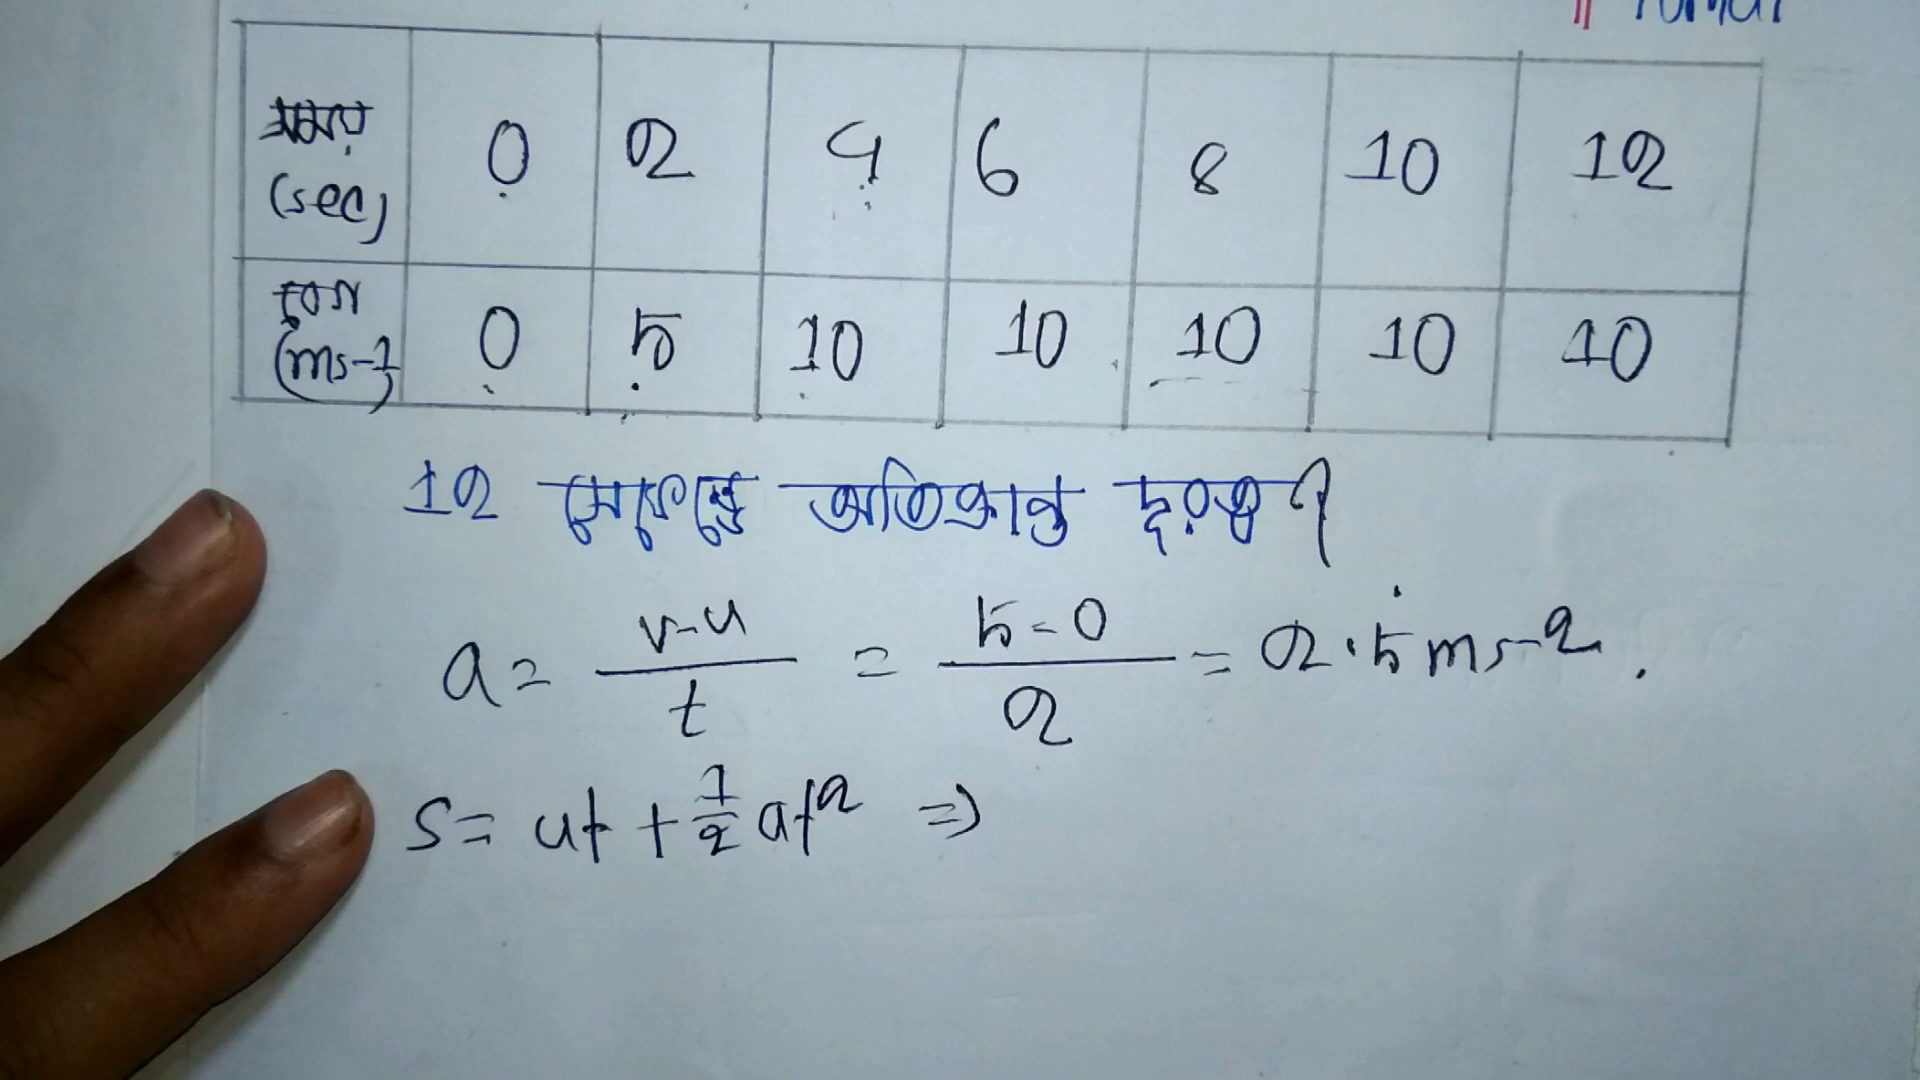 সময় (sec) 0 2 4 6 8 10 12
বেগ (ms-1) 0 5 10 10 10 10 10
12 সেকেন্ডে অতিক্রান্ত দূরত্ব?
a = v-u/t = 5-0/2 = 2.5 ms-2.
s = ut + 1/2 at2 =>